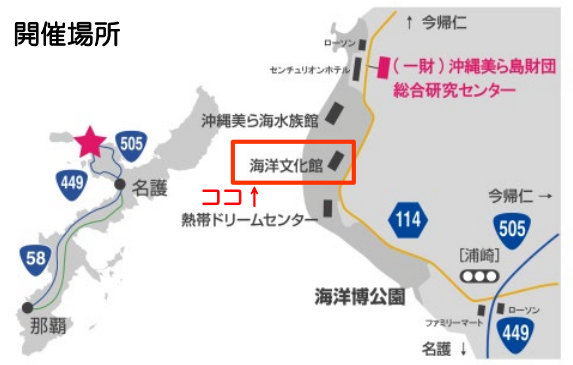 開催場所
↑ 今帰仁
ローソン
センチュリオンホテル
(一財)沖縄美ら島財団
総合研究センター
沖縄美ら海水族館
505
海洋文化館
449
名護
ココ↑
熱帯ドリームセンター
今帰仁 →
114
505
[浦崎]
58
海洋博公園
那覇
ファミリーマート
ローソン
449
名護 ↓